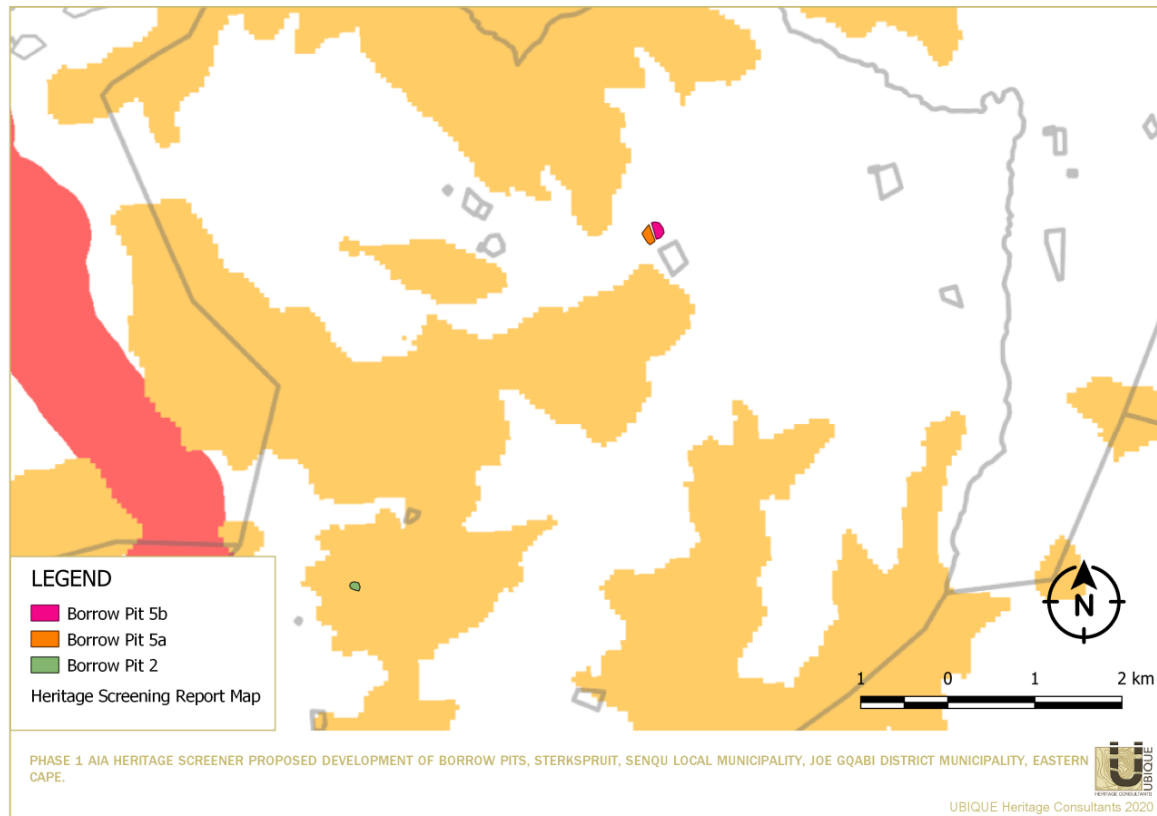 LEGEND
Borrow Pit 5b
Borrow Pit 5a
Borrow Pit 2
Heritage Screening Report Map
N
1 0 1 2 km
PHASE 1 AIA HERITAGE SCREENER PROPOSED DEVELOPMENT OF BORROW PITS, STERKSPRUIT, SENQU LOCAL MUNICIPALITY, JOE GQABI DISTRICT MUNICIPALITY, EASTERN
CAPE.
UBIQUE
HERITAGE CONSULTANTS
UBIQUE Heritage Consultants 2020